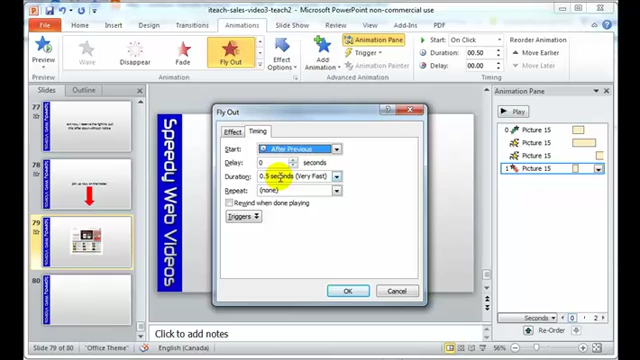 iteach-sales-video3-teach2 - Microsoft PowerPoint non-commercial use
File Home Insert Design Transitions Animations Slide Show Review View
Preview
Wave
Disappear
Fade
Fly Out
Effect Options
Add Animation
Animation Pane
Trigger
Animation Painter
Start: On Click
Duration: 00.50
Delay: 00.00
Reorder Animation
Move Earlier
Move Later
Preview
Animation
Advanced Animation
Timing
Slides Outline
77
78
79
80
Speedy Web Videos
Fly Out
Effect Timing
Start: After Previous
Delay: 0 seconds
Duration: 0.5 seconds (Very Fast)
Repeat: (none)
Rewind when done playing
Triggers
OK Cancel
Animation Pane
Play
0 Picture 15
Picture 15
Picture 15
1 Picture 15
Seconds 0 2
Re-Order
Click to add notes
Slide 79 of 80 "Office Theme" English (Canada) 56%